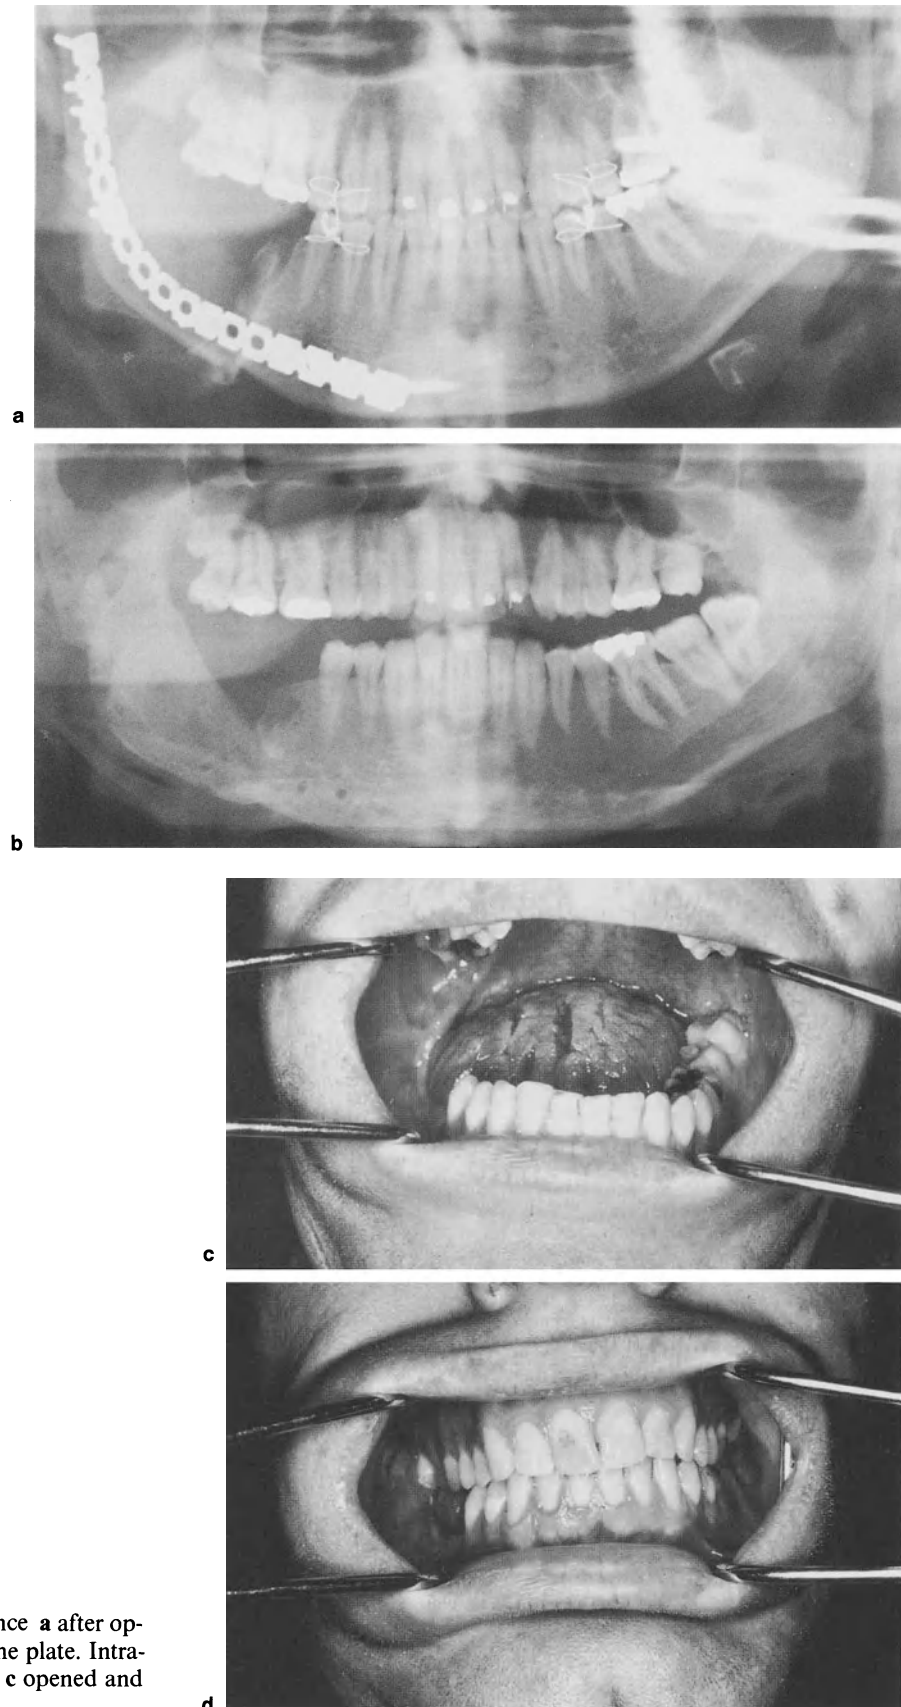 a
b
c
d
nce a after op-
ne plate. Intra-
c opened and